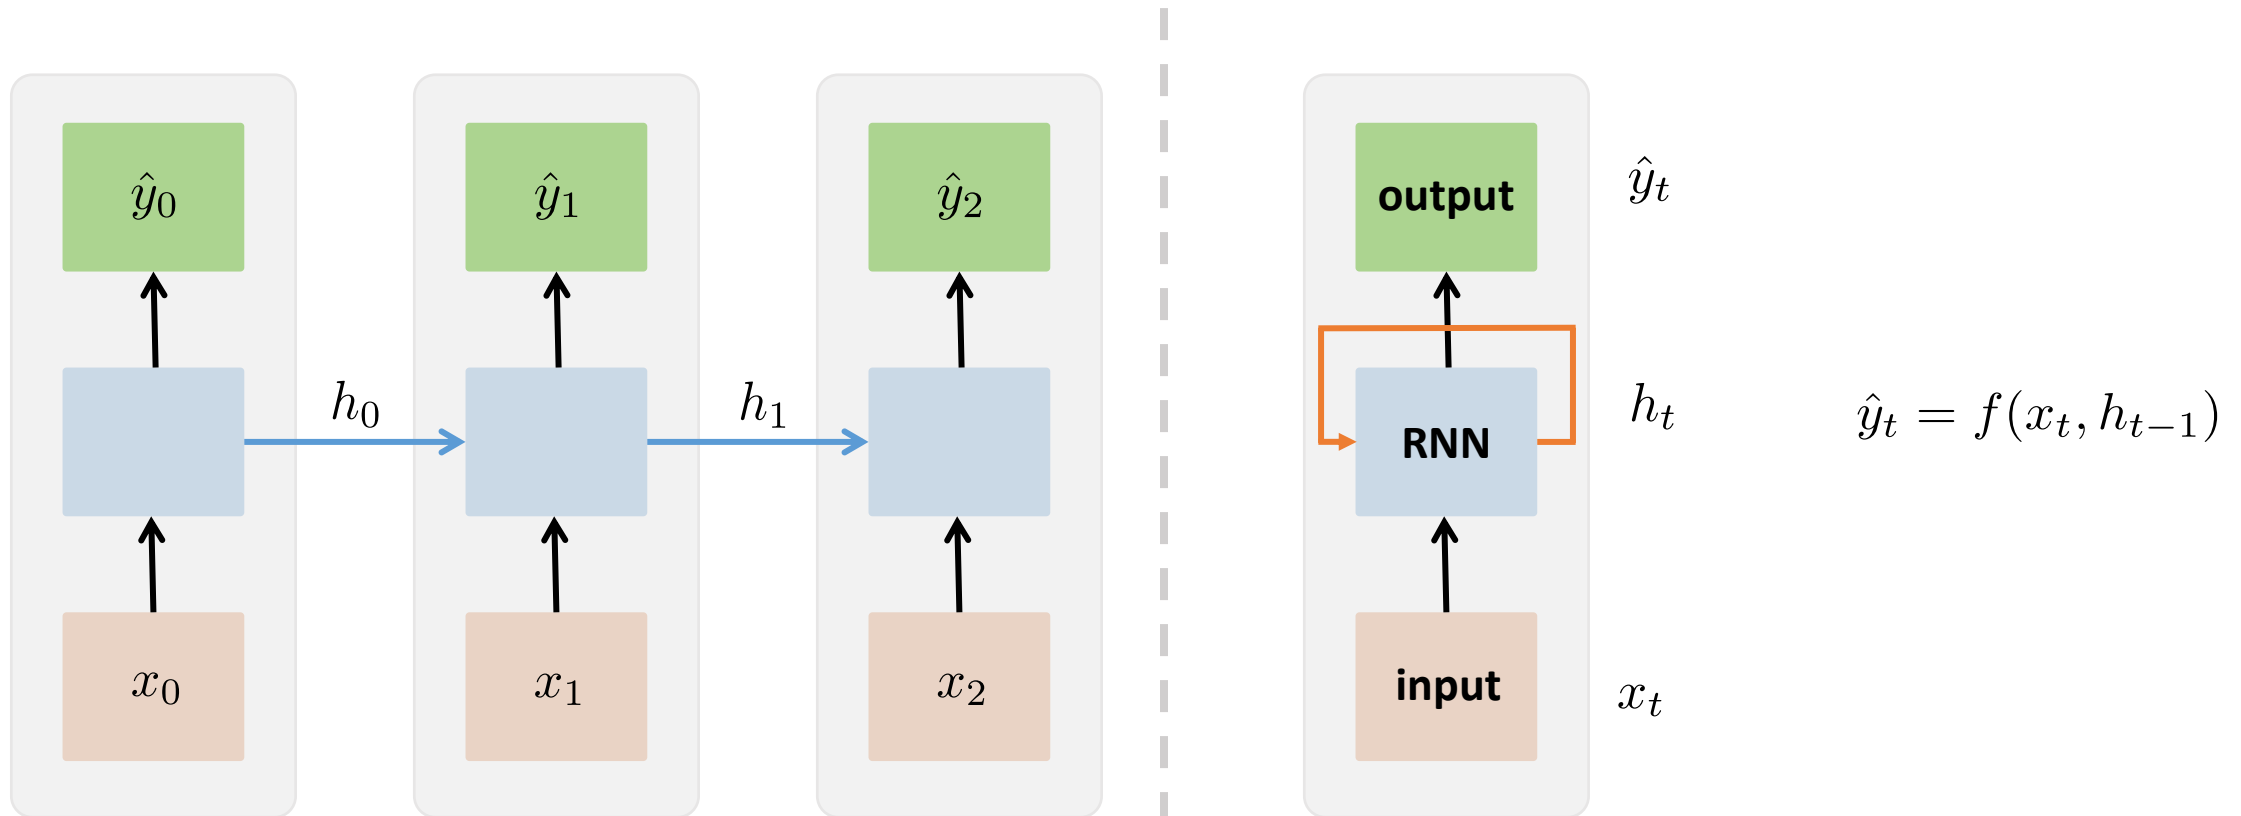 ŷ₀ ŷ₁ ŷ₂ output ŷₜ
h₀ h₁ RNN hₜ ŷₜ = f(xₜ, hₜ₋₁)
x₀ x₁ x₂ input xₜ